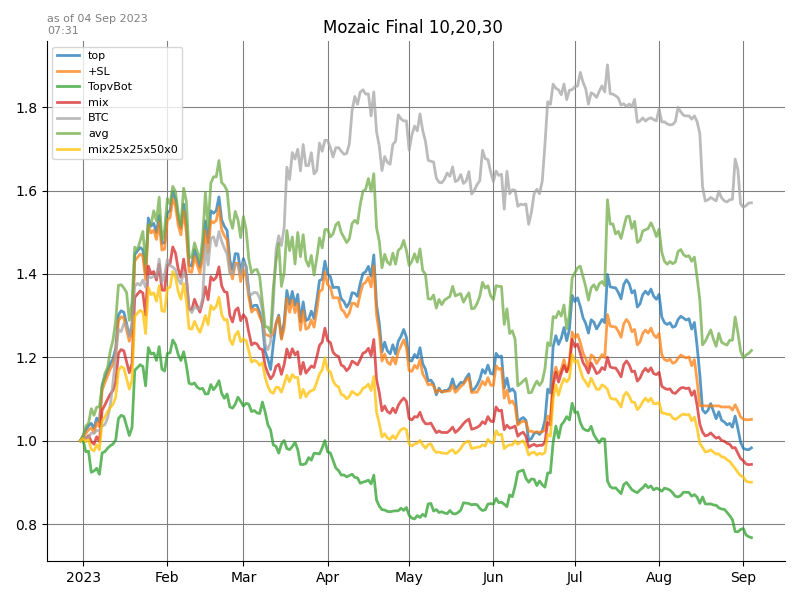 as of 04 Sep 2023
07:31
Mozaic Final 10,20,30
top
+SL
TopvBot
mix
BTC
avg
mix25x25x50x0
1.8
1.6
1.4
1.2
1.0
0.8
2023 Feb Mar Apr May Jun Jul Aug Sep